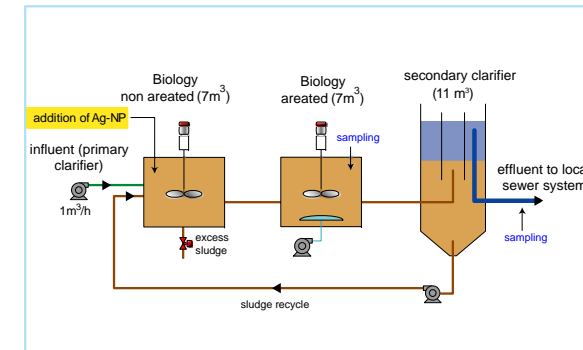 Biology
non areated (7m³)
Biology
areated (7m³)
secondary clarifier
(11 m³)
addition of Ag-NP
sampling
influent (primary
clarifier)
1m³/h
effluent to loca
sewer system
sampling
excess
sludge
sludge recycle